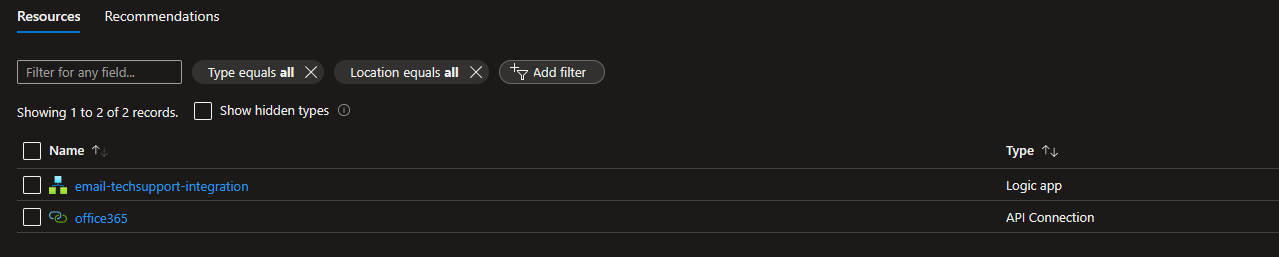 Resources Recommendations
Filter for any field... Type equals all Location equals all Add filter
Showing 1 to 2 of 2 records. Show hidden types
Name Type
email-techsupport-integration Logic app
office365 API Connection